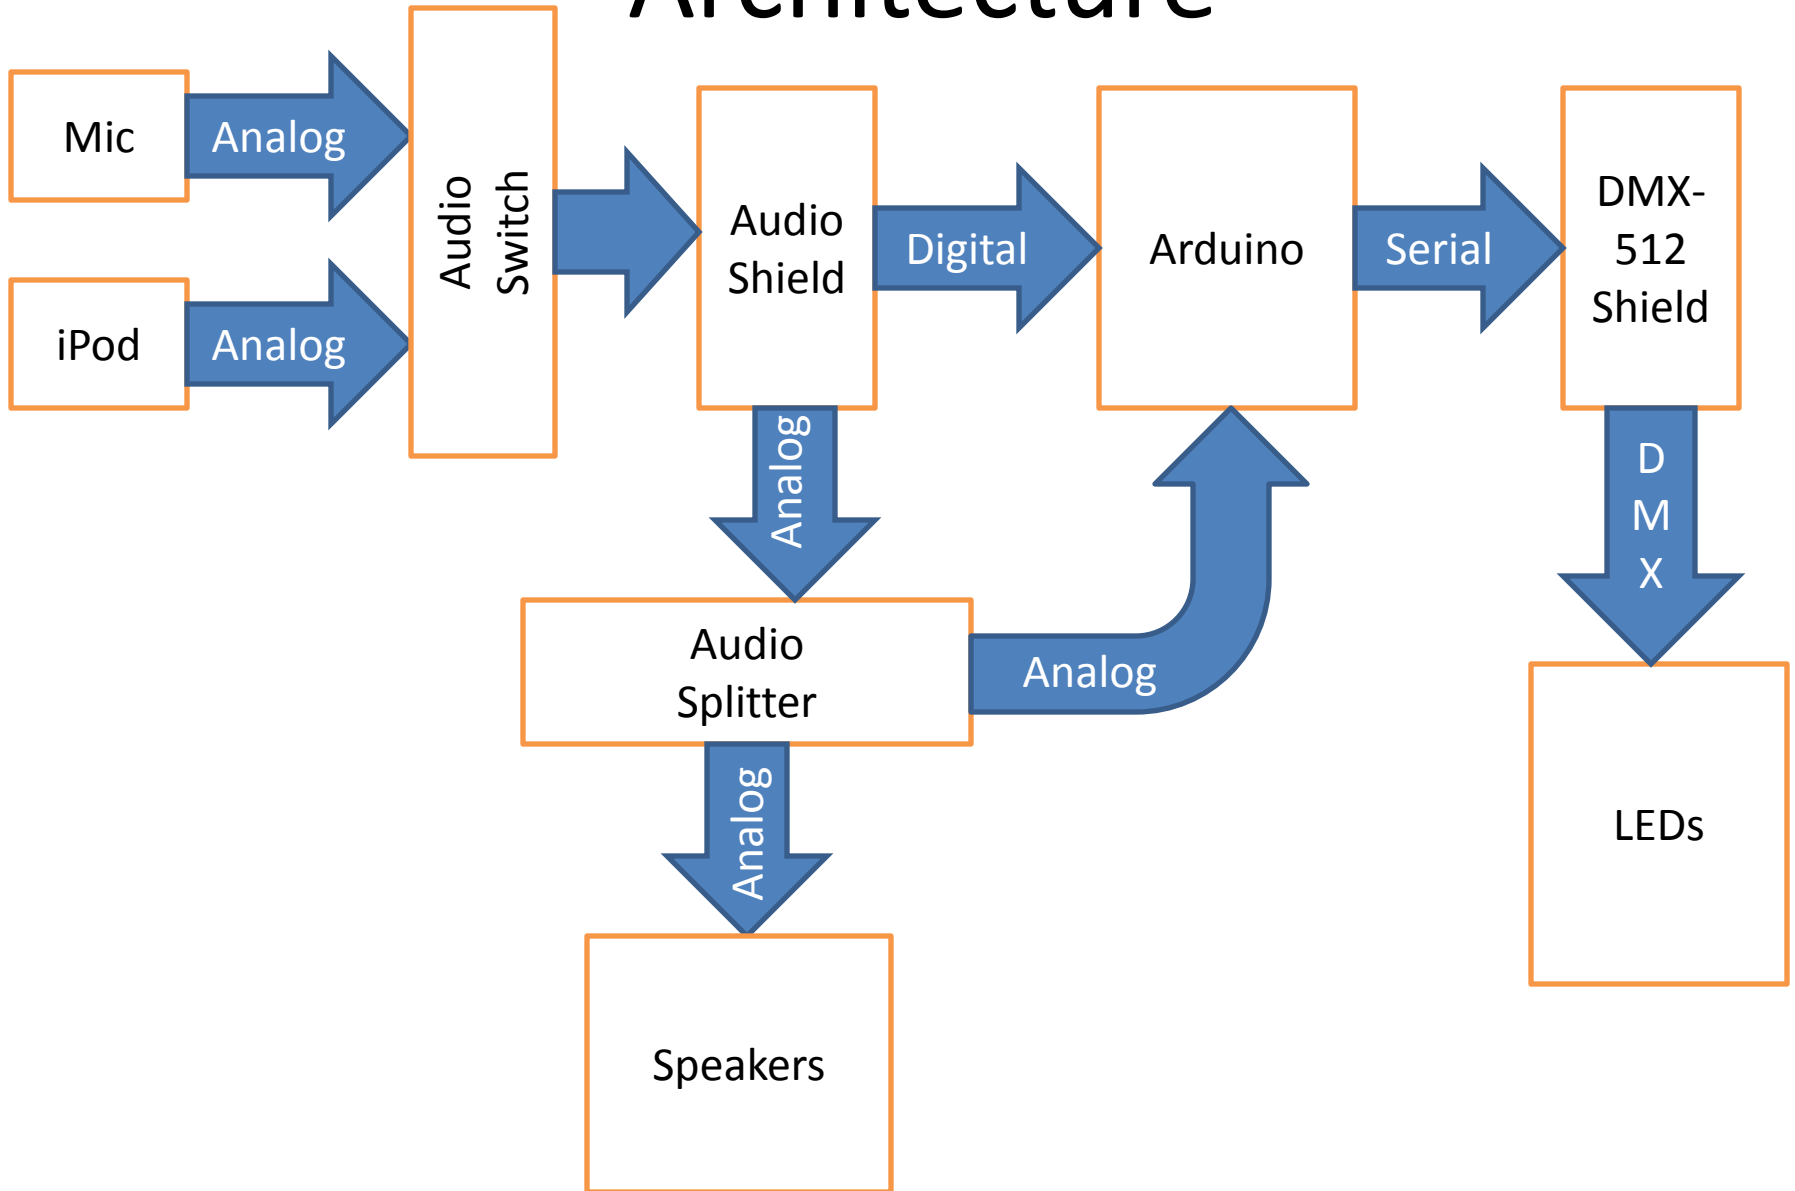 Architecture
Mic
Analog
Audio
Switch
Audio
Shield
Digital
Arduino
Serial
DMX-
512
Shield
iPod
Analog
Analog
D
M
X
Audio
Splitter
Analog
Analog
LEDs
Speakers